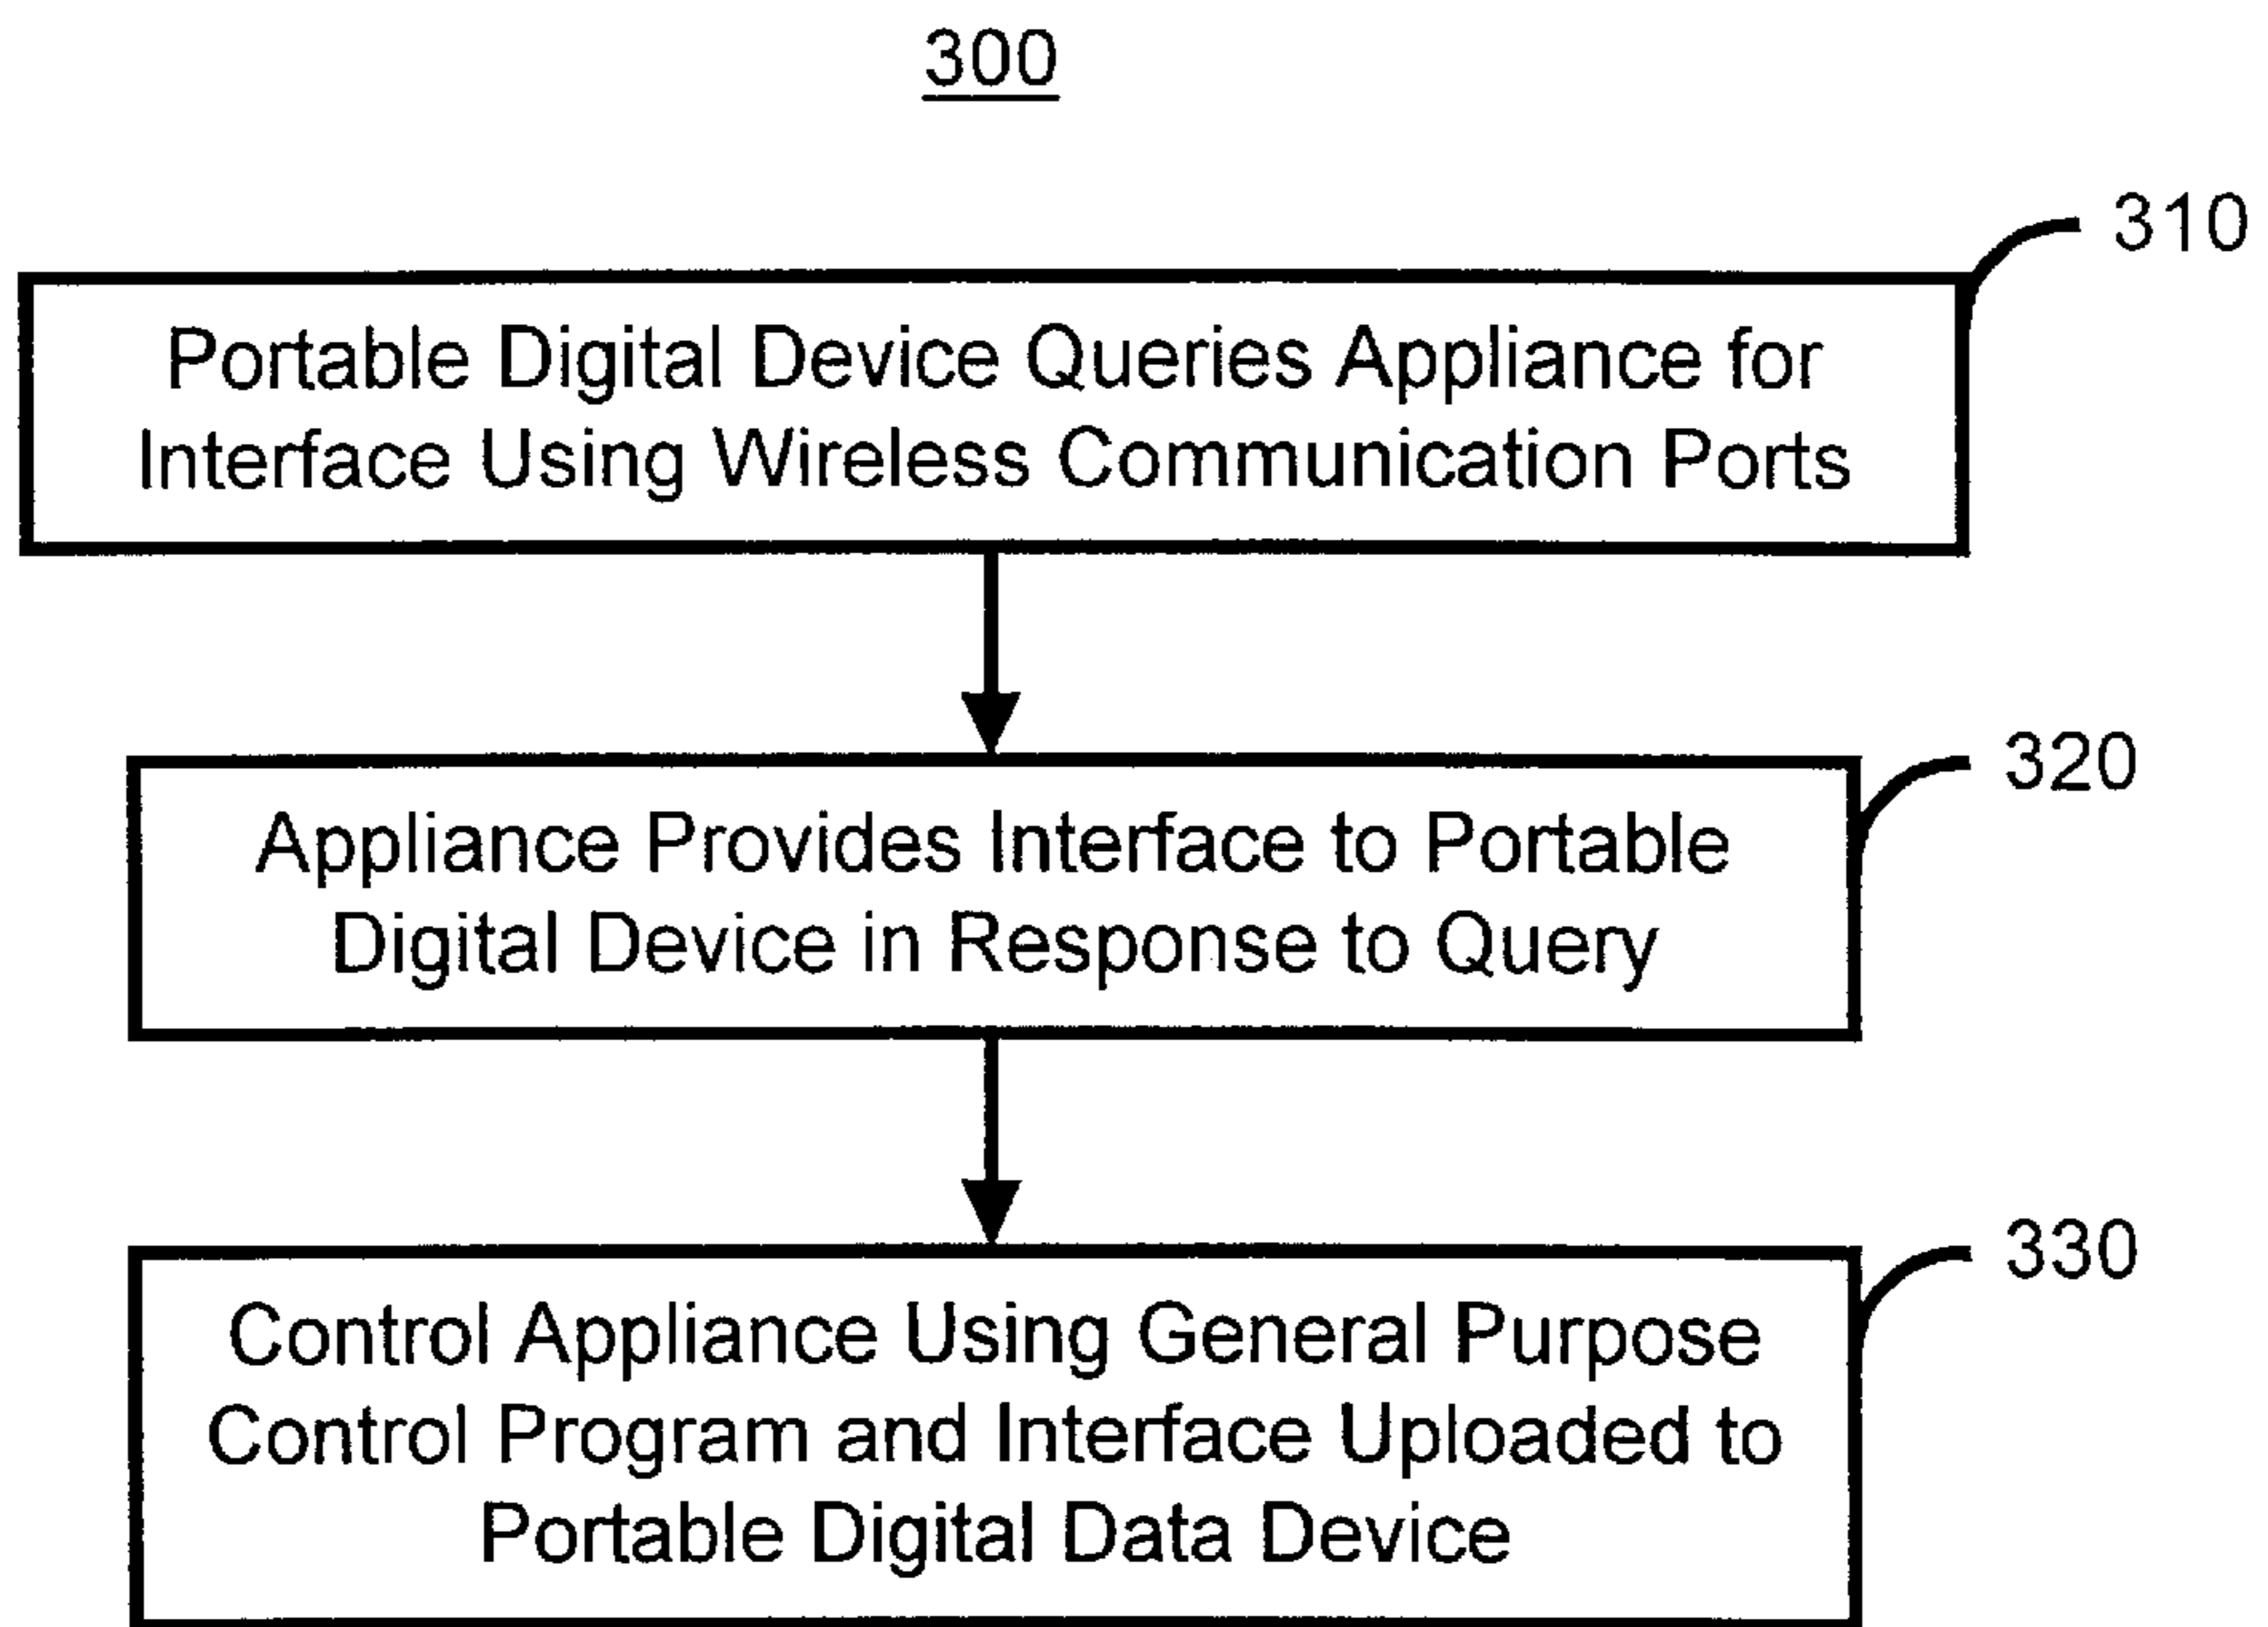 300
310
Portable Digital Device Queries Appliance for
Interface Using Wireless Communication Ports
320
Appliance Provides Interface to Portable
Digital Device in Response to Query
330
Control Appliance Using General Purpose
Control Program and Interface Uploaded to
Portable Digital Data Device